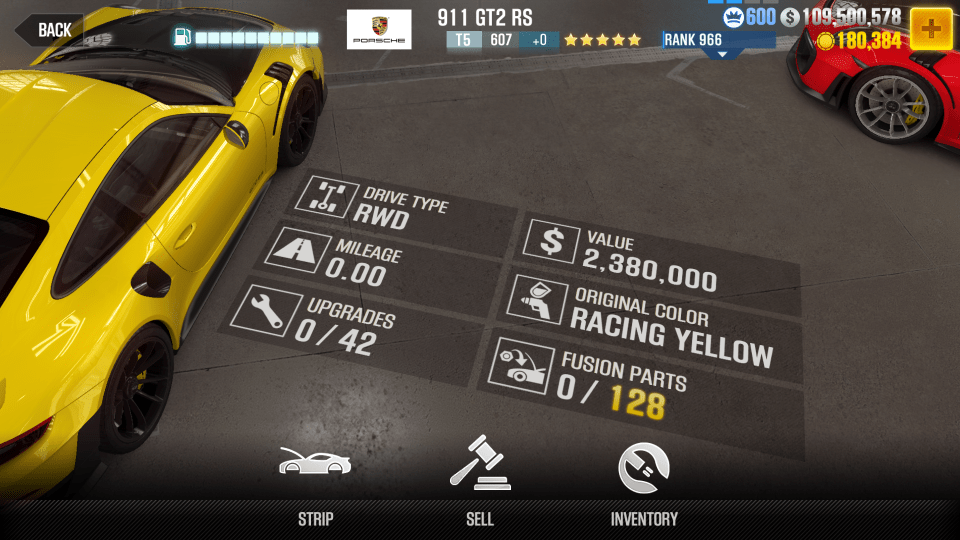 BACK
PORSCHE
911 GT2 RS
T5 607 +0
RANK 966
600 $ 109,580,578
180,384
DRIVE TYPE
RWD
MILEAGE
0.00
UPGRADES
0 / 42
$ VALUE
2,380,000
ORIGINAL COLOR
RACING YELLOW
FUSION PARTS
0 / 128
STRIP
SELL
INVENTORY